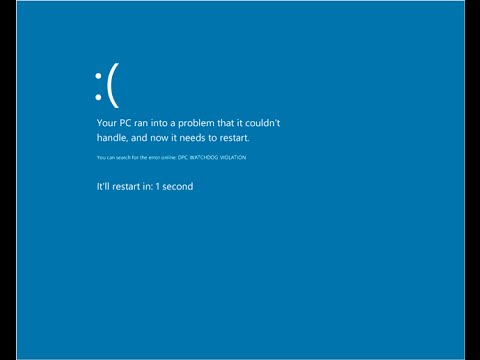 :(
Your PC ran into a problem that it couldn't
handle, and now it needs to restart.
You can search for the error online: DPC WATCHDOG VIOLATION
It'll restart in: 1 second